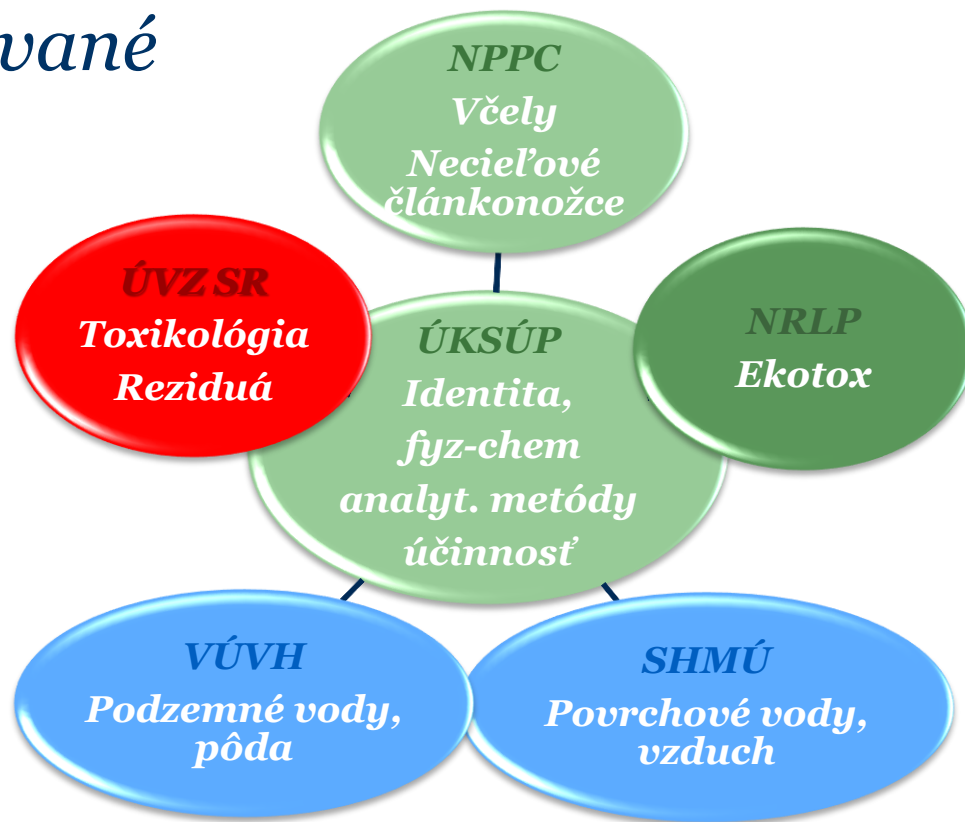 vané
NPPC
Včely
Necieľové
článkonožce
ÚVZ SR
Toxikológia
Reziduá
ÚKSÚP
Identita,
fyz-chem
analyt. metódy
účinnosť
NRLP
Ekotox
VÚVH
Podzemné vody,
pôda
SHMÚ
Povrchové vody,
vzduch